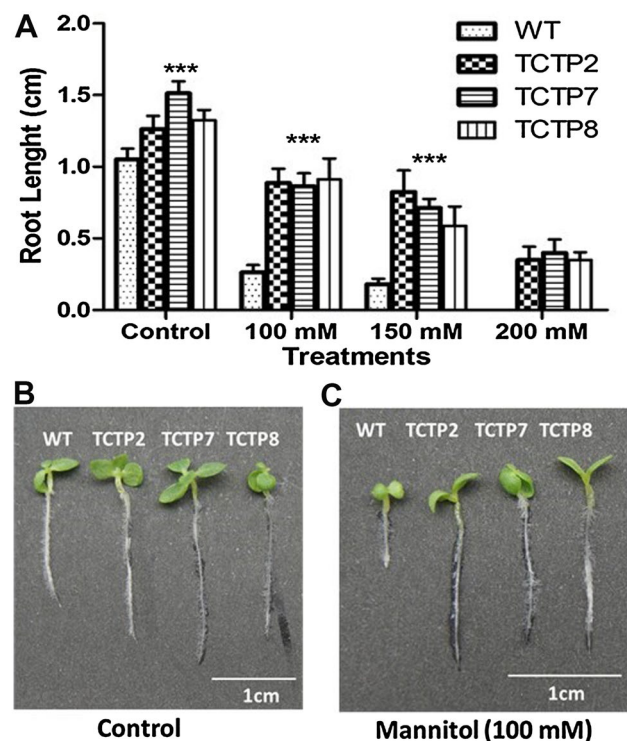 A
2.0
1.5
1.0
0.5
0.0
Root Lenght (cm)
***
***
***
WT
TCTP2
TCTP7
TCTP8
Control 100 mM 150 mM 200 mM
Treatments
B
WT TCTP2 TCTP7 TCTP8
1cm
Control
C
WT TCTP2 TCTP7 TCTP8
1cm
Mannitol (100 mM)